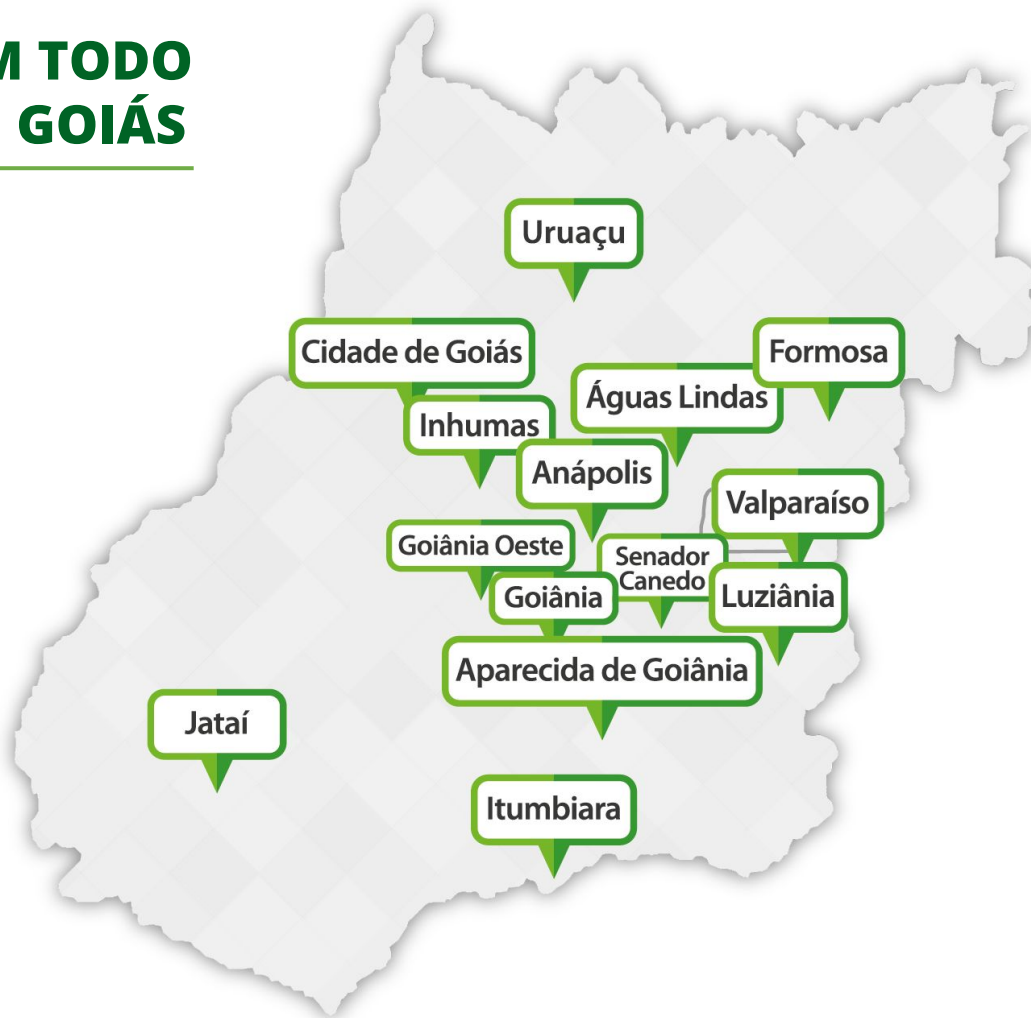 M TODO
GOIÁS
Uruaçu
Cidade de Goiás
Formosa
Águas Lindas
Inhumas
Anápolis
Valparaíso
Goiânia Oeste
Senador
Canedo
Goiânia
Luziânia
Aparecida de Goiânia
Jataí
Itumbiara